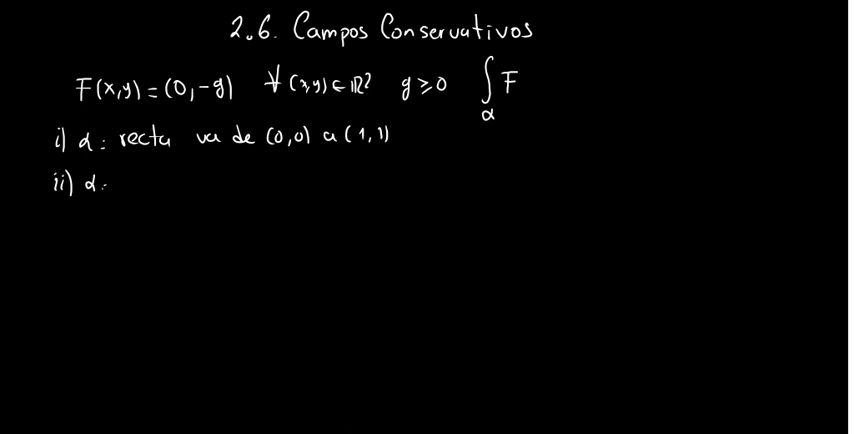 2.6. Campos Conservativos
F(x,y) = (0,-g) ∀ (x,y) ∈ ℝ² g ≥ 0 ∫_α F
i) α: recta va de (0,0) a (1,1)
ii) α: